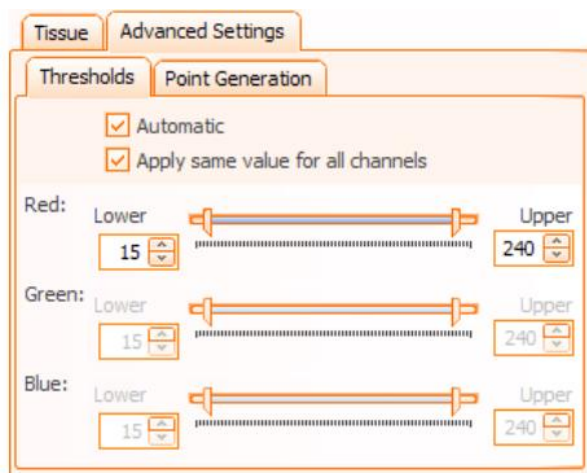 Tissue Advanced Settings
Thresholds Point Generation
Automatic
Apply same value for all channels
Red:
Lower Upper
15 240
Green:
Lower Upper
15 240
Blue:
Lower Upper
15 240